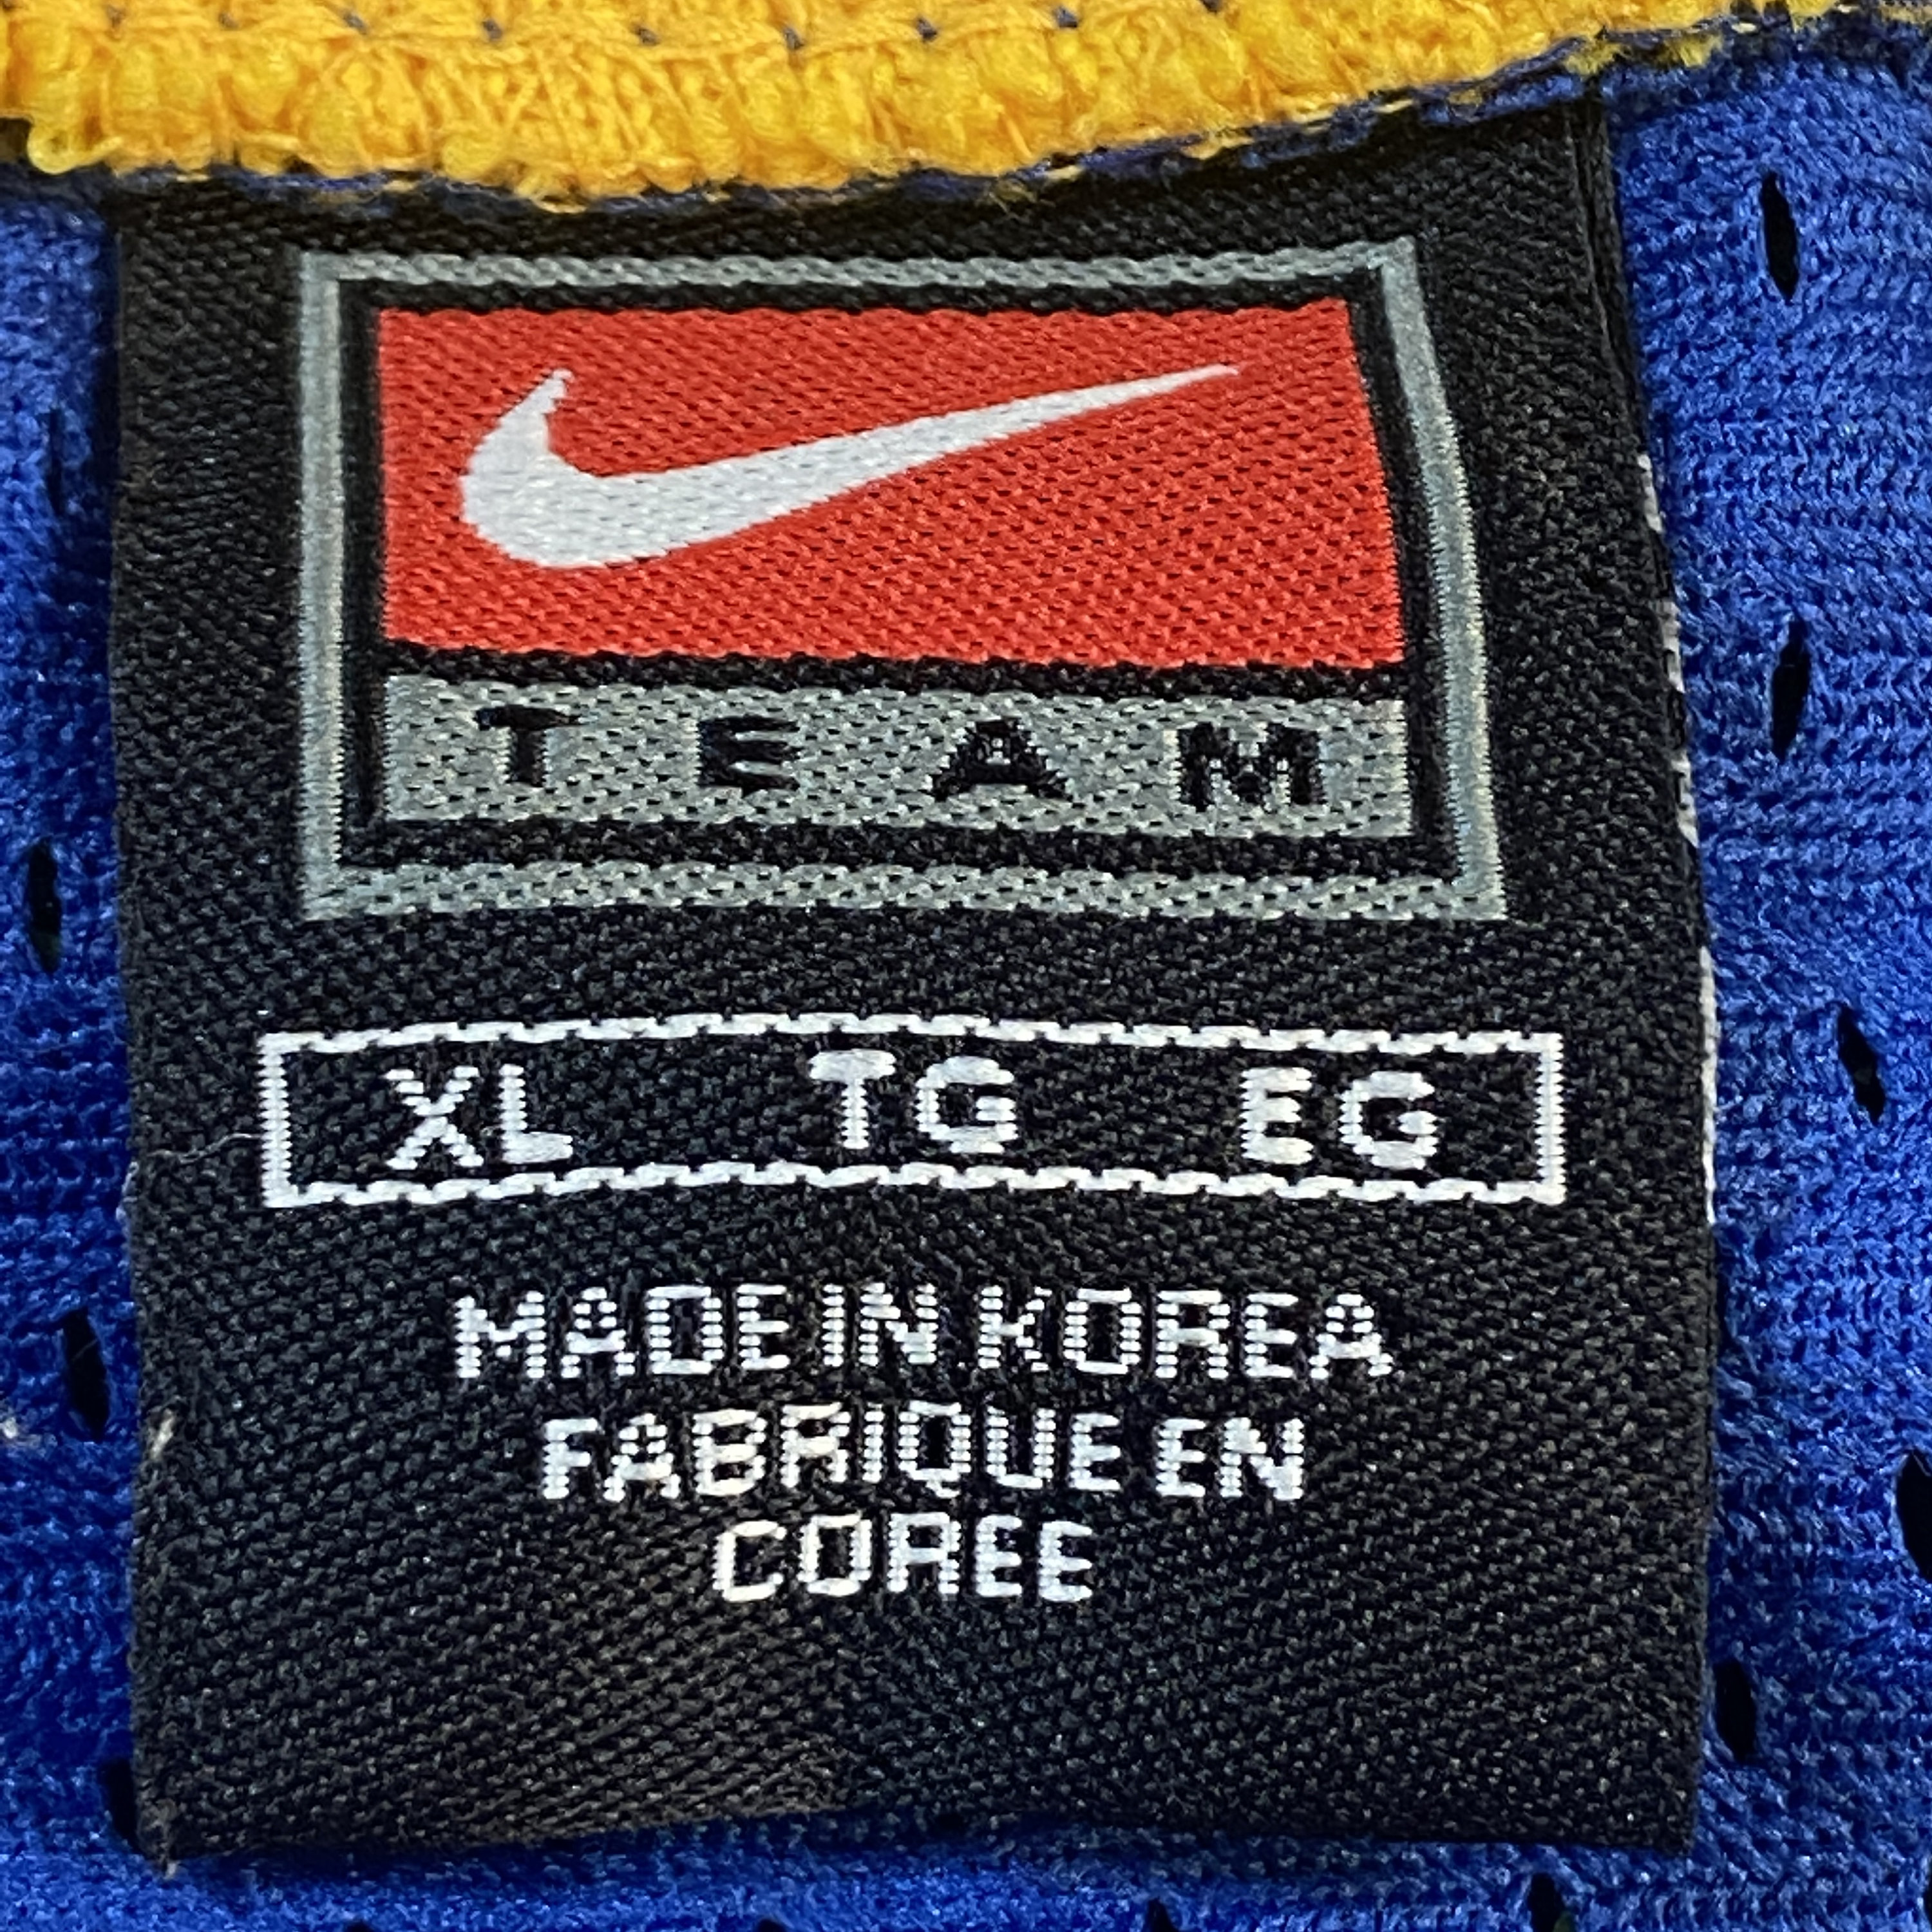 TEAM
XL TG EG
MADE IN KOREA
FABRIQUE EN
COREE